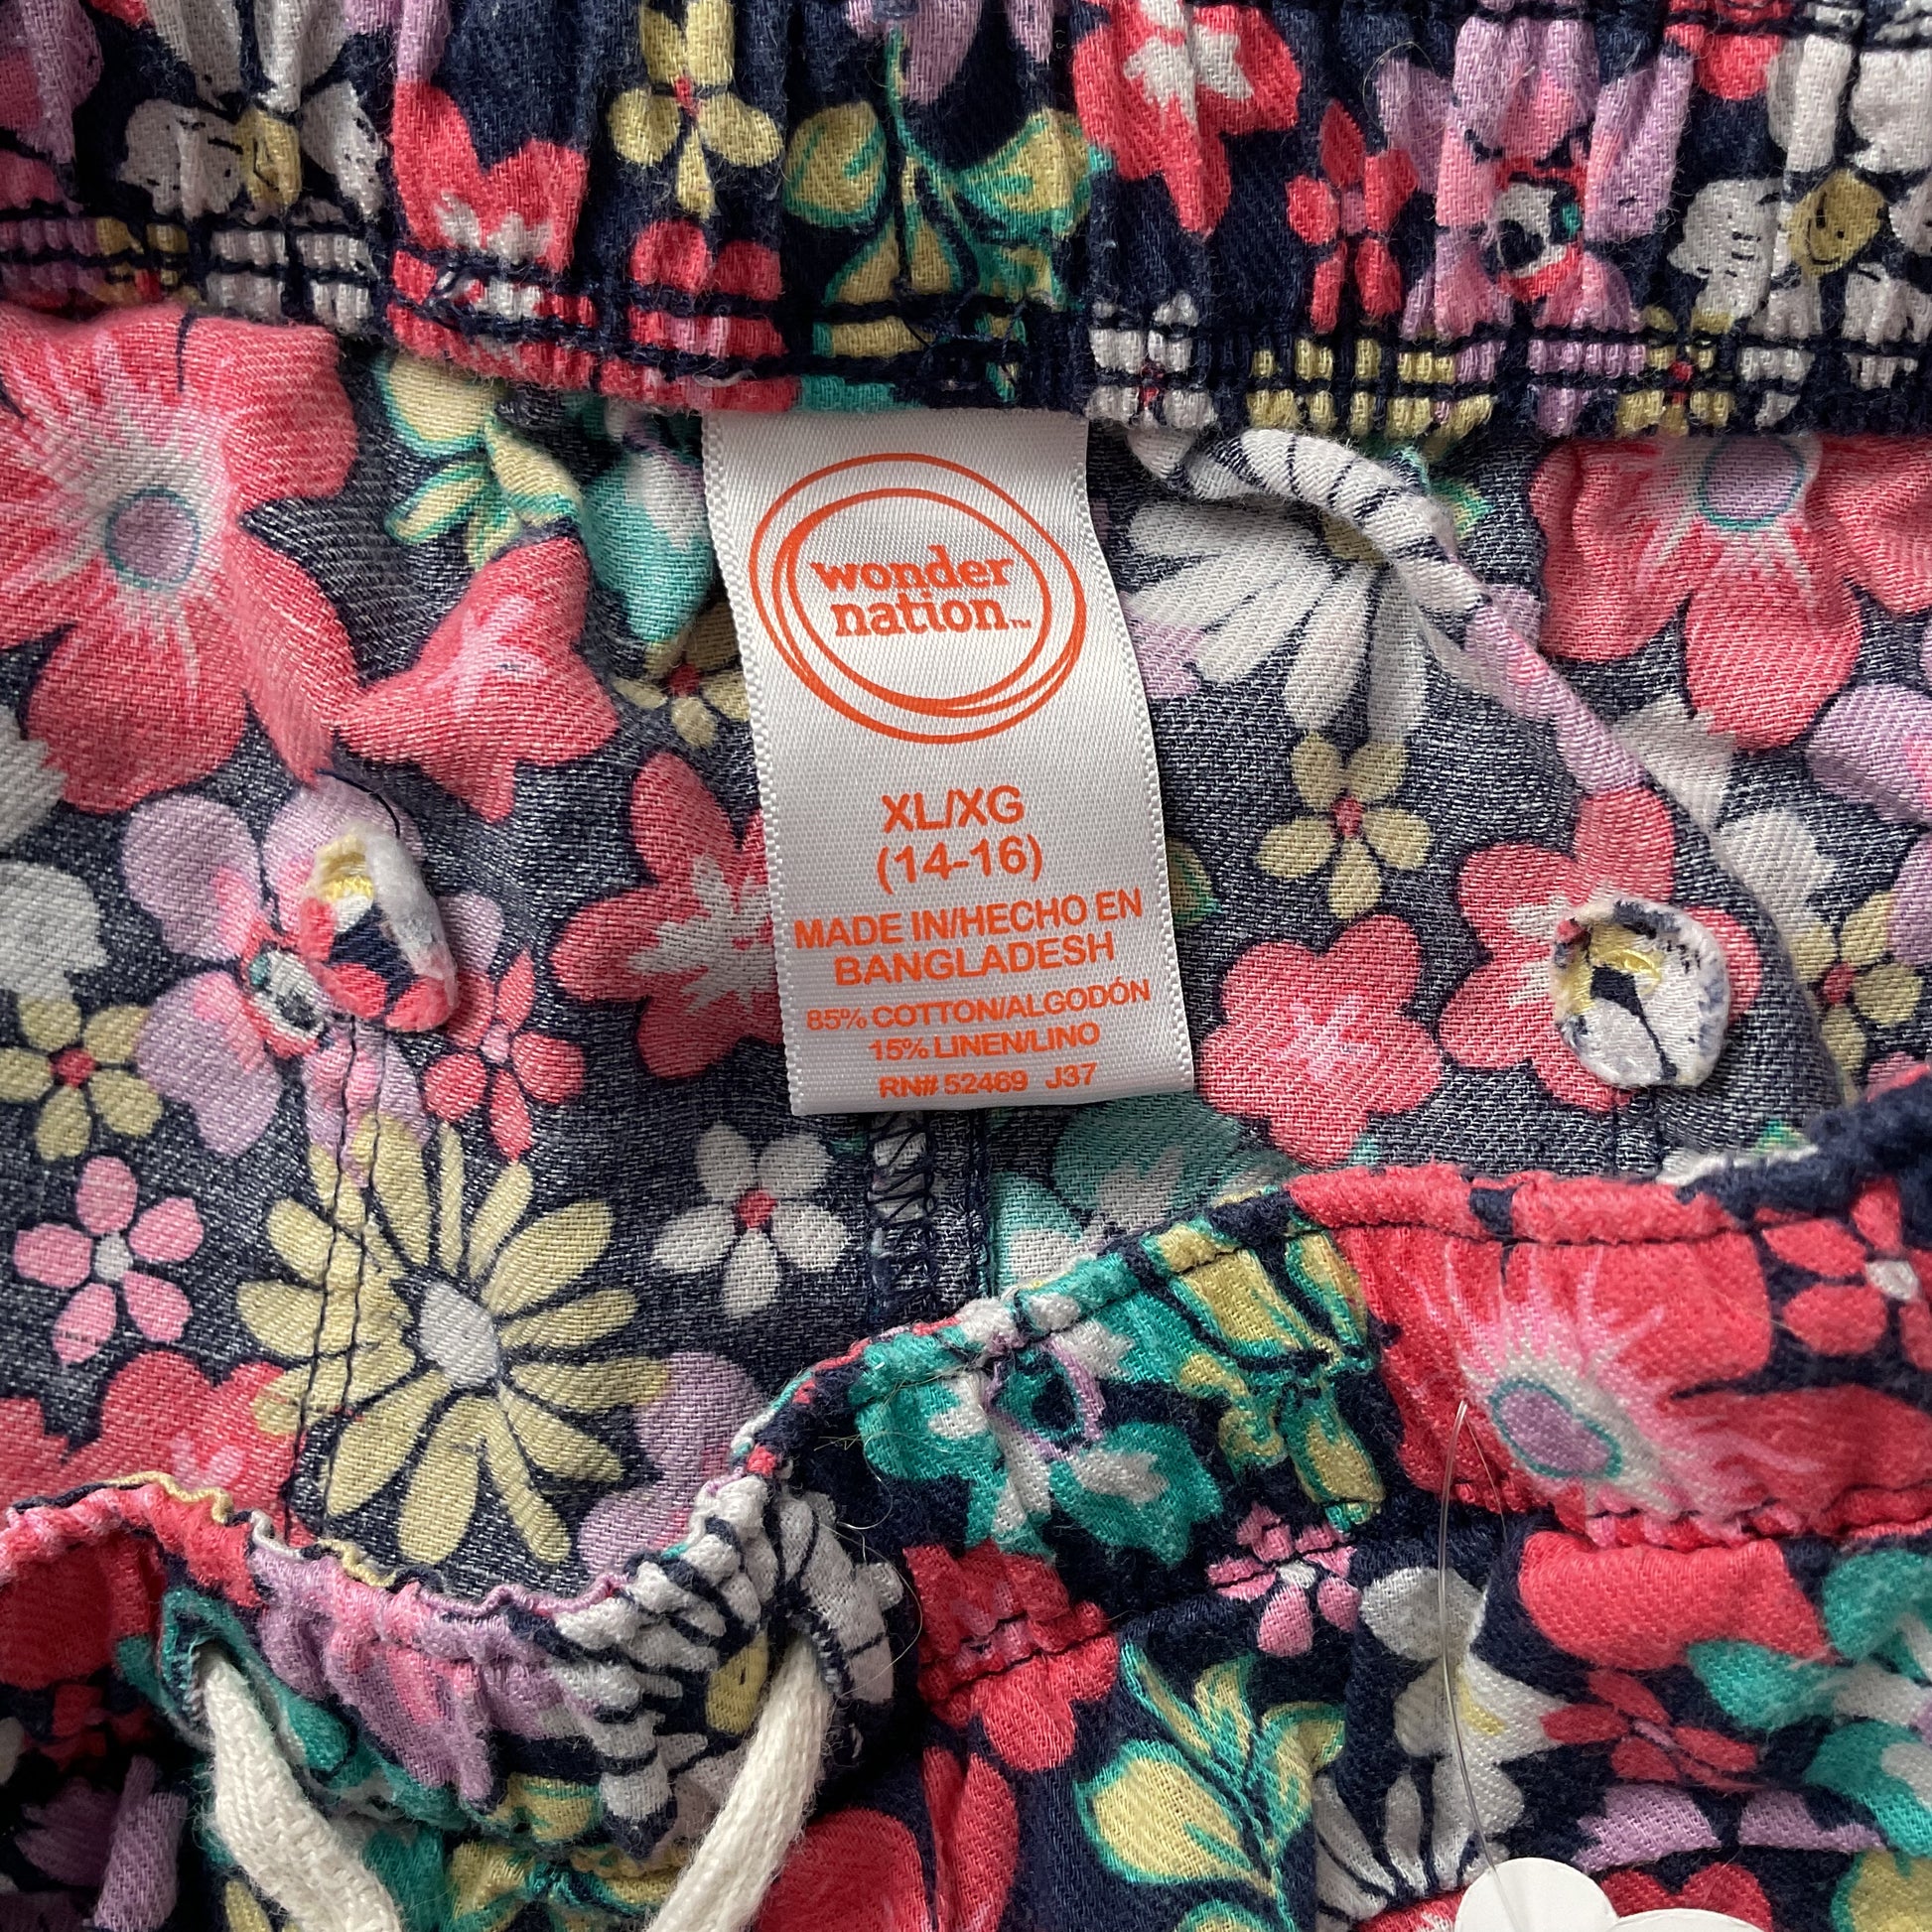 wonder
nation™
XL/XG
(14-16)
MADE IN/HECHO EN
BANGLADESH
85% COTTON/ALGODÓN
15% LINEN/LINO
RN# 52469 J37